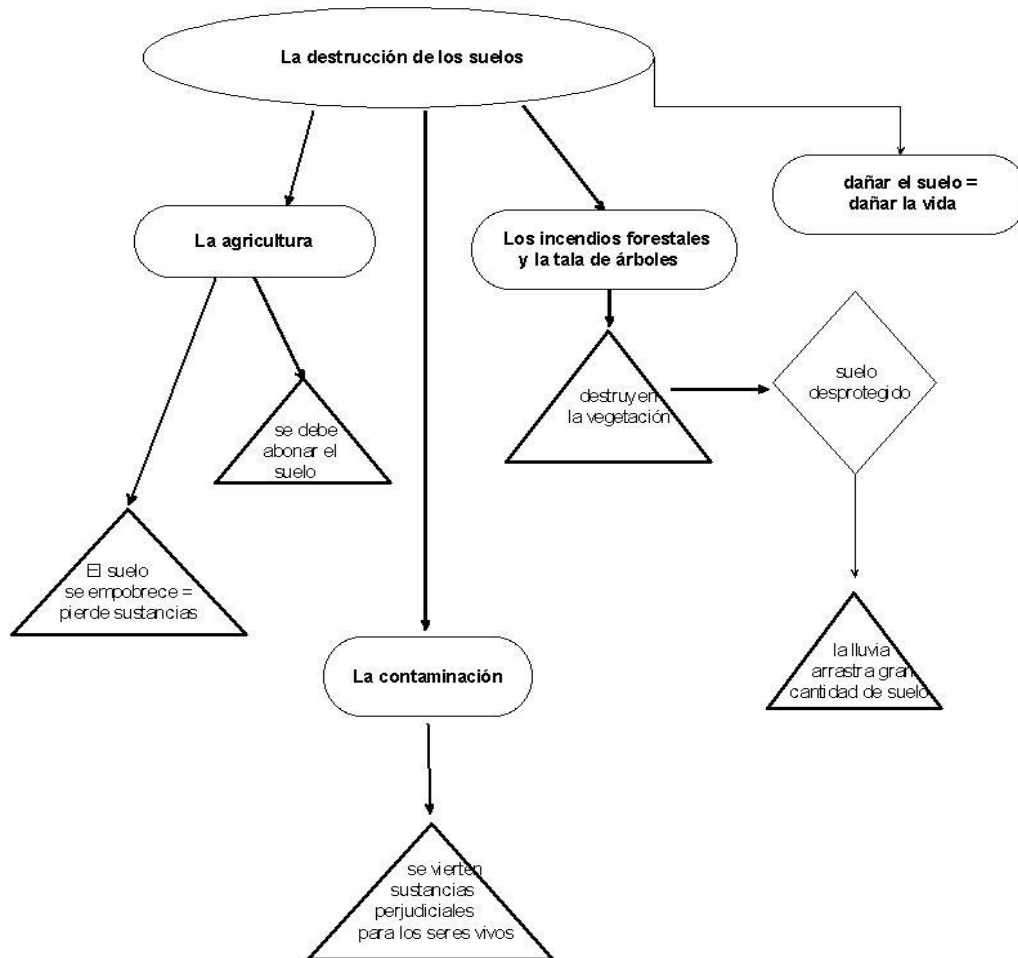 La destrucción de los suelos
dañar el suelo =
dañar la vida
La agricultura
Los incendios forestales
y la tala de árboles
suelo
desprotegido
destruyen
la vegetación
se debe
abonar el
suelo
El suelo
se empobrece =
pierde sustancias
la lluvia
arrastra gran
cantidad de suelo
La contaminación
se vierten
sustancias
perjudiciales
para los seres vivos